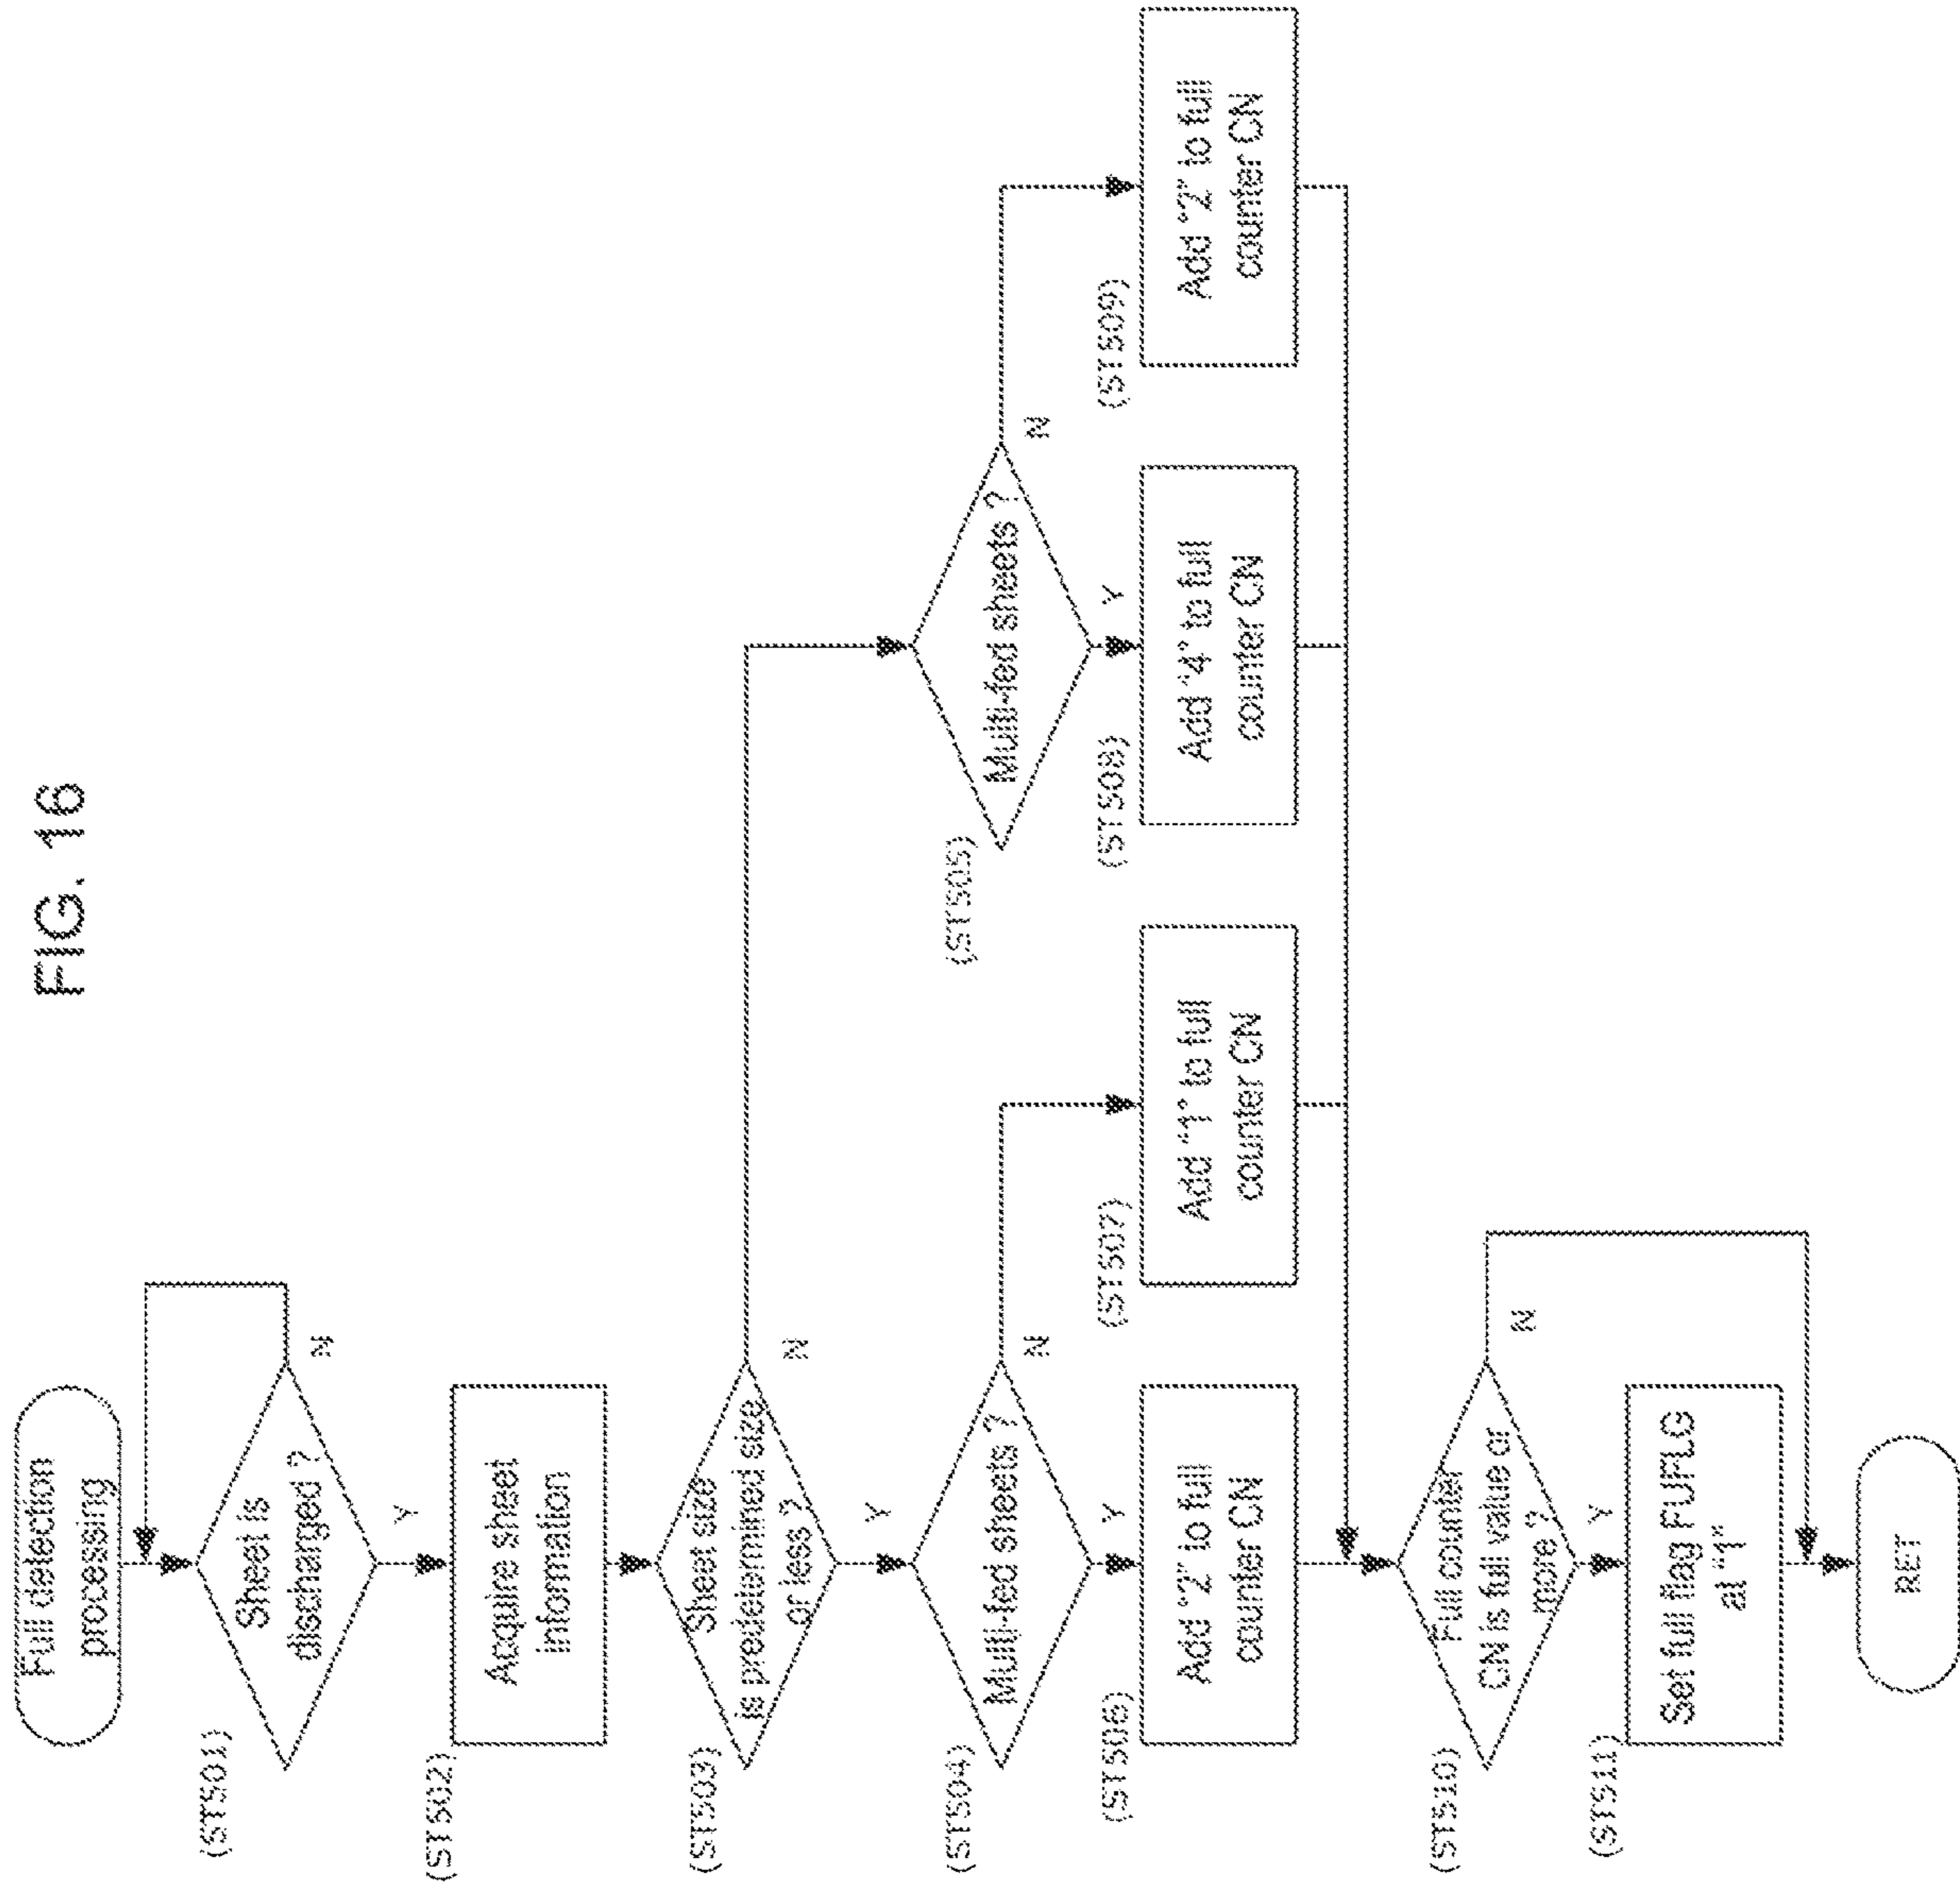 FIG. 16
Full detection
processing
(ST501)
Sheet is
discharged ?
N
Y
(ST502)
Acquire sheet
information
(ST503)
Sheet size
is predetermined size
or less ?
N
Y
(ST504)
Multi-fed sheets ?
N
Y
(ST505)
Multi-fed sheets ?
N
Y
(ST506)
Add "2" to full
counter CN
(ST507)
Add "1" to full
counter CN
(ST508)
Add "4" to full
counter CN
(ST509)
Add "2" to full
counter CN
(ST510)
Full counter
CN is full value or
more ?
N
Y
(ST511)
Set full flag FUFLG
at "1"
RET